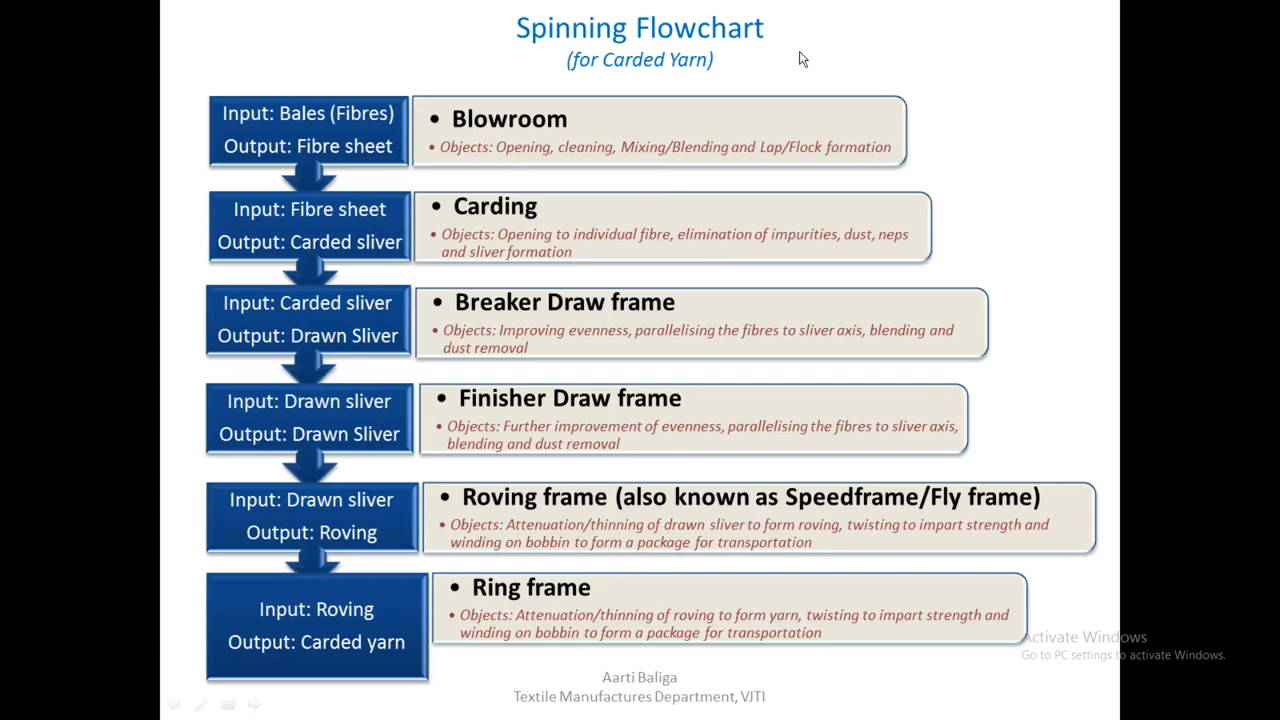 Spinning Flowchart
(for Carded Yarn)
Input: Bales (Fibres)
Output: Fibre sheet
• Blowroom
• Objects: Opening, cleaning, Mixing/Blending and Lap/Flock formation
Input: Fibre sheet
Output: Carded sliver
• Carding
• Objects: Opening to individual fibre, elimination of impurities, dust, neps
and sliver formation
Input: Carded sliver
Output: Drawn Sliver
• Breaker Draw frame
• Objects: Improving evenness, parallelising the fibres to sliver axis, blending and
dust removal
Input: Drawn sliver
Output: Drawn Sliver
• Finisher Draw frame
• Objects: Further improvement of evenness, parallelising the fibres to sliver axis,
blending and dust removal
Input: Drawn sliver
Output: Roving
• Roving frame (also known as Speedframe/Fly frame)
• Objects: Attenuation/thinning of drawn sliver to form roving, twisting to impart strength and
winding on bobbin to form a package for transportation
Input: Roving
Output: Carded yarn
• Ring frame
• Objects: Attenuation/thinning of roving to form yarn, twisting to impart strength and
winding on bobbin to form a package for transportation
Activate Windows
Go to PC settings to activate Windows.
Aarti Baliga
Textile Manufactures Department, VJTI